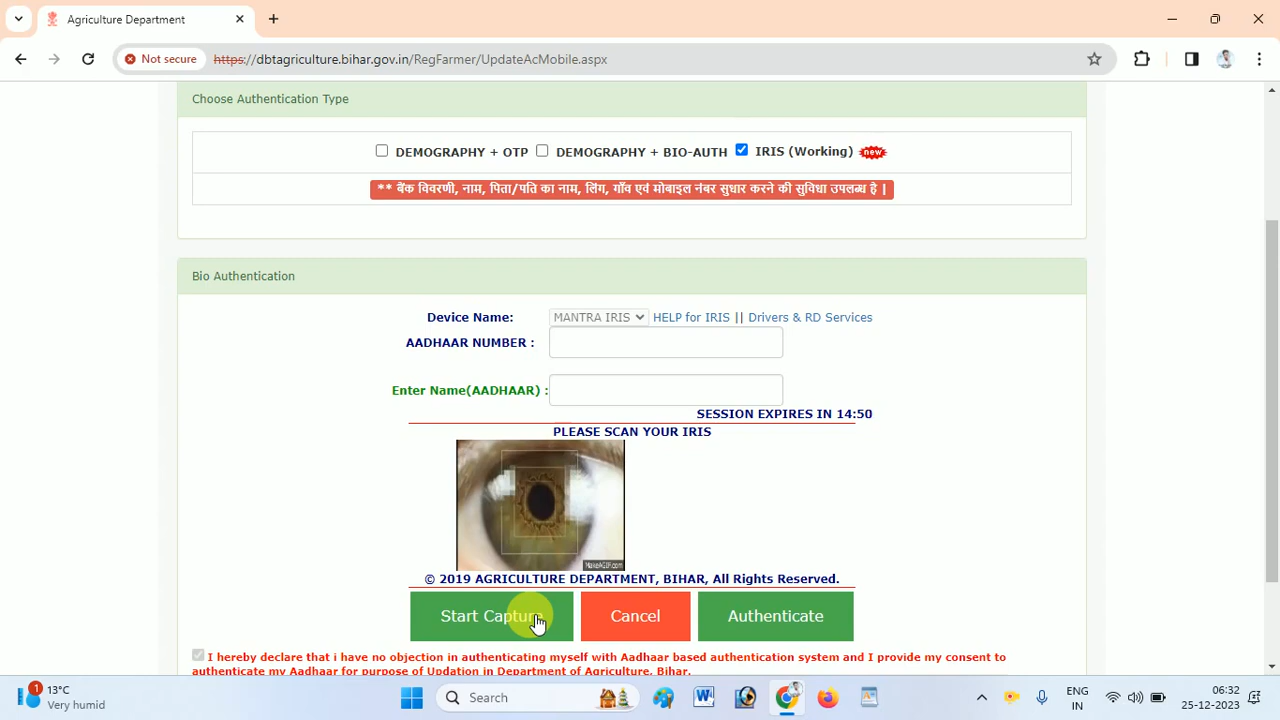 Agriculture Department
Not secure
https://dbtagriculture.bihar.gov.in/RegFarmer/UpdateAcMobile.aspx
Choose Authentication Type
DEMOGRAPHY + OTP DEMOGRAPHY + BIO-AUTH IRIS (Working) new
** बैंक विवरणी, नाम, पिता/पति का नाम, लिंग, गाँव एवं मोबाइल नंबर सुधार करने की सुविधा उपलब्ध है |
Bio Authentication
Device Name: MANTRA IRIS HELP for IRIS || Drivers & RD Services
AADHAAR NUMBER :
Enter Name(AADHAAR) :
SESSION EXPIRES IN 14:50
PLEASE SCAN YOUR IRIS
MakeAGIF.com
© 2019 AGRICULTURE DEPARTMENT, BIHAR, All Rights Reserved.
Start Capture Cancel Authenticate
I hereby declare that i have no objection in authenticating myself with Aadhaar based authentication system and I provide my consent to
authenticate my Aadhaar for purpose of Updation in Department of Agriculture, Bihar.
1 13°C
Very humid
Search
ENG
IN
06:32
25-12-2023